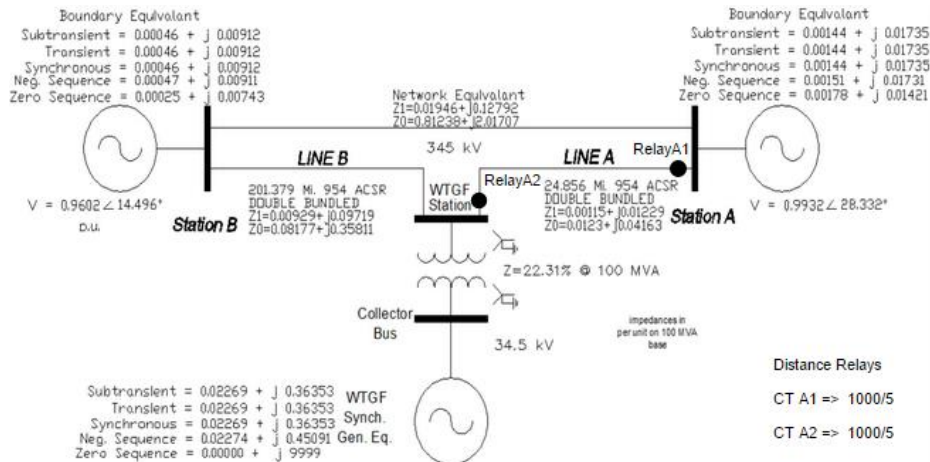 Boundary Equivalant
Subtransient = 0.00046 + j 0.00912
Transient = 0.00046 + j 0.00912
Synchronous = 0.00046 + j 0.00912
Neg. Sequence = 0.00047 + j 0.00911
Zero Sequence = 0.00025 + j 0.00743
Boundary Equivalant
Subtransient = 0.00144 + j 0.01735
Transient = 0.00144 + j 0.01735
Synchronous = 0.00144 + j 0.01735
Neg. Sequence = 0.00151 + j 0.01731
Zero Sequence = 0.00178 + j 0.01421
Network Equivalant
Z1=0.01946+j0.12792
Z0=0.81238+j2.01707
345 kV
LINE B
LINE A
RelayA1
RelayA2
WTGF
Station
201.379 Mi. 954 ACSR
DOUBLE BUNDLED
Z1=0.00929+j0.09719
Z0=0.08177+j0.35811
24.856 Mi. 954 ACSR
DOUBLE BUNDLED
Z1=0.00115+j0.01229
Z0=0.0123+j0.04163
V = 0.9602∠14.496°
p.u.
Station B
Station A
V = 0.9932∠28.332°
Z=22.31% @ 100 MVA
Collector
Bus
34.5 kV
impedances in
per unit on 100 MVA
base
Subtransient = 0.02269 + j 0.36353
Transient = 0.02269 + j 0.36353
Synchronous = 0.02269 + j 0.36353
Neg. Sequence = 0.02274 + j 0.45091
Zero Sequence = 0.00000 + j 9999
WTGF
Synch.
Gen. Eq.
Distance Relays
CT A1 => 1000/5
CT A2 => 1000/5